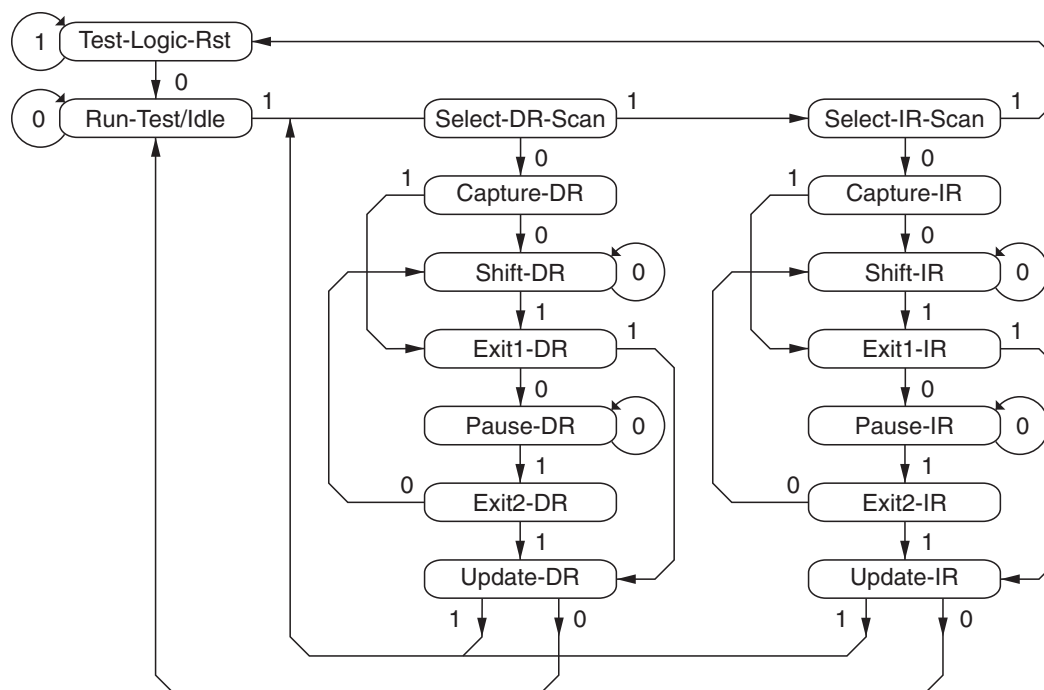 1 Test-Logic-Rst
0
0 Run-Test/Idle 1 Select-DR-Scan 1 Select-IR-Scan 1
0 0
1 Capture-DR 1 Capture-IR
0 0
Shift-DR 0 Shift-IR 0
1 1
Exit1-DR 1 Exit1-IR 1
0 0
Pause-DR 0 Pause-IR 0
1 1
0 Exit2-DR 0 Exit2-IR
1 1
Update-DR Update-IR
1 0 1 0